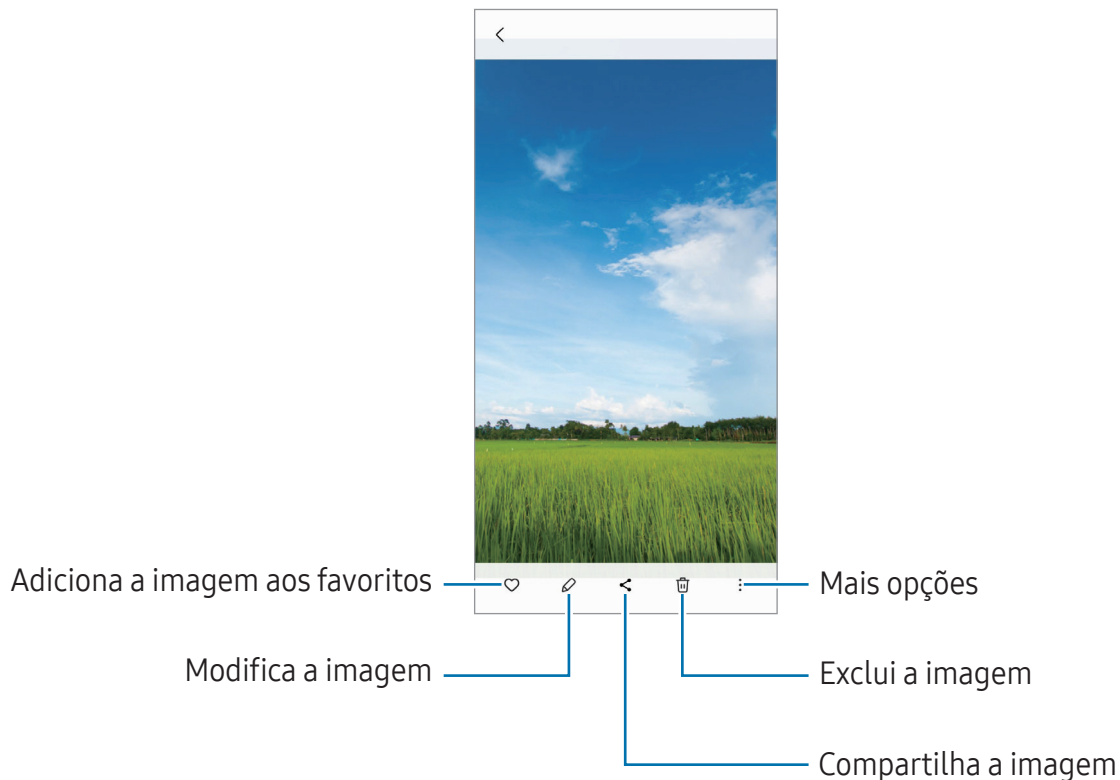 Adiciona a imagem aos favoritos
Mais opções
Modifica a imagem
Exclui a imagem
Compartilha a imagem